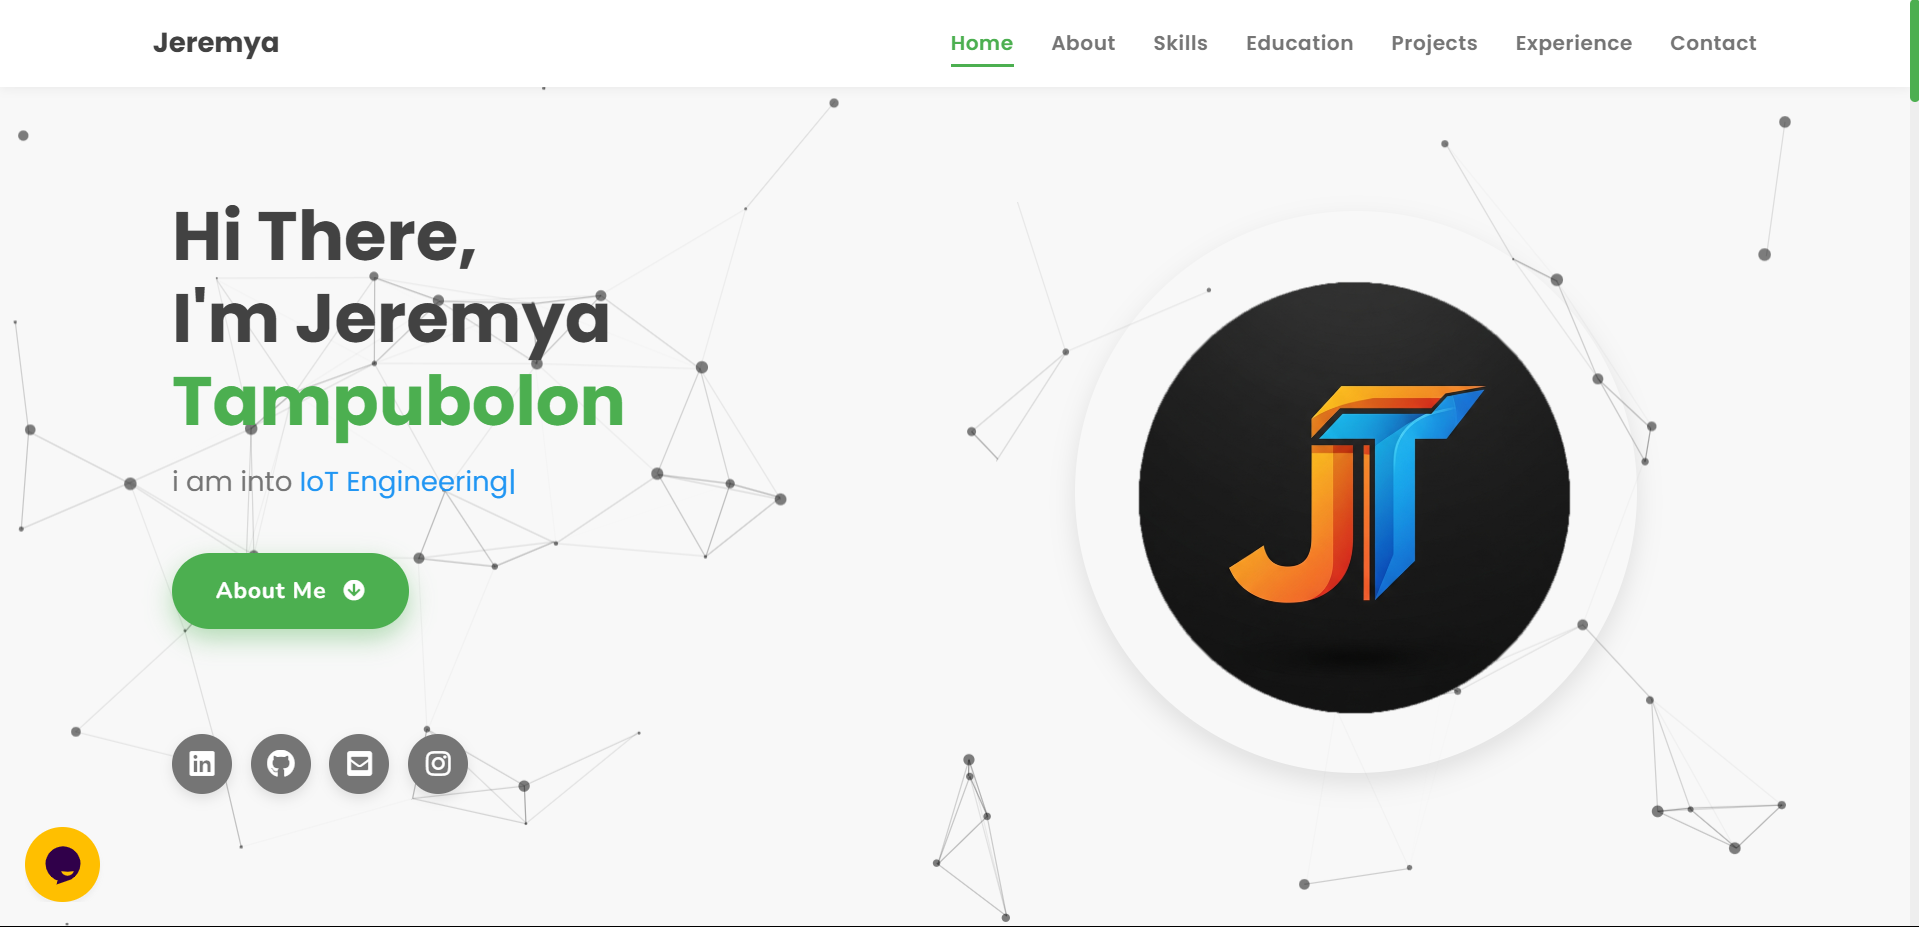 Jeremya
Home About Skills Education Projects Experience Contact
Hi There,
I'm Jeremya
Tampubolon
i am into IoT Engineering|
About Me
in
JT